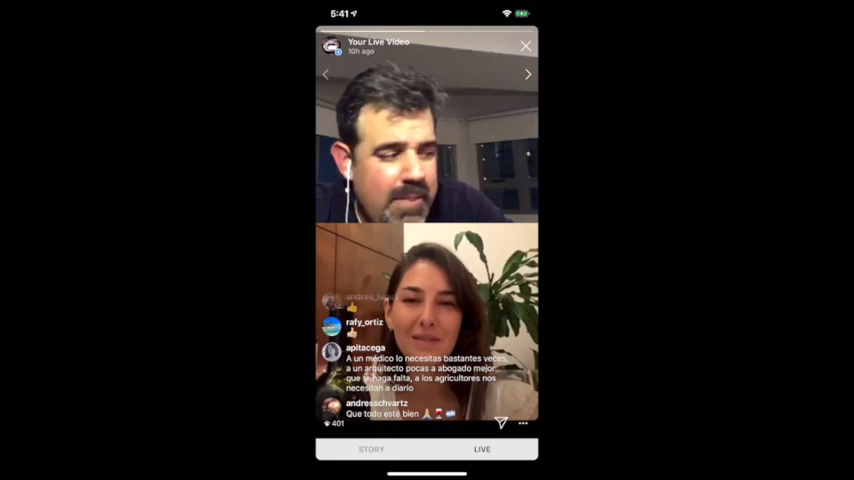 5:41
Your Live Video
10h ago
rafy_ortiz
apitacega
A un médico lo necesitas bastantes veces,
a un arquitecto pocas a abogado mejor
que te haga falta, a los agricultores nos
necesitan a diario
andresschvartz
Que todo esté bien
401
STORY
LIVE